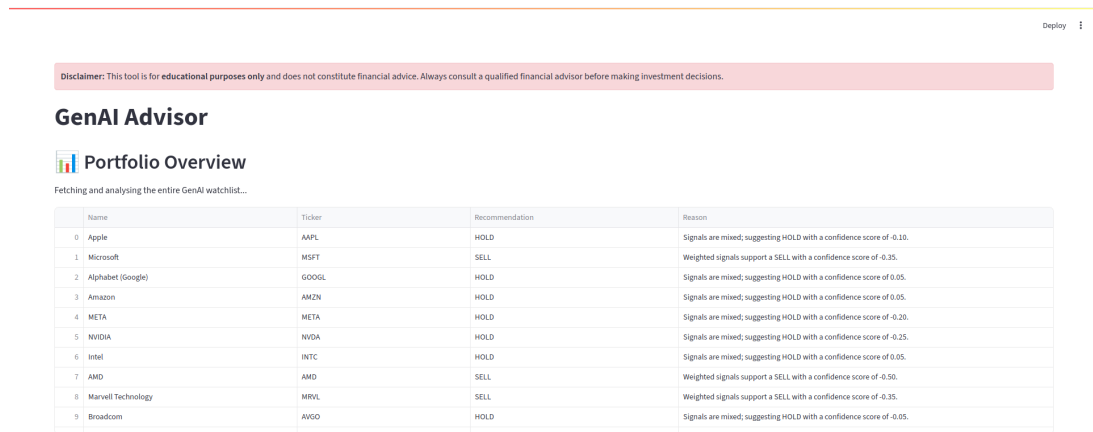 Deploy
Disclaimer: This tool is for educational purposes only and does not constitute financial advice. Always consult a qualified financial advisor before making investment decisions.
GenAI Advisor
📊 Portfolio Overview
Fetching and analysing the entire GenAI watchlist...
Name Ticker Recommendation Reason
0 Apple AAPL HOLD Signals are mixed; suggesting HOLD with a confidence score of -0.10.
1 Microsoft MSFT SELL Weighted signals support a SELL with a confidence score of -0.35.
2 Alphabet (Google) GOOGL HOLD Signals are mixed; suggesting HOLD with a confidence score of 0.05.
3 Amazon AMZN HOLD Signals are mixed; suggesting HOLD with a confidence score of 0.05.
4 META META HOLD Signals are mixed; suggesting HOLD with a confidence score of -0.20.
5 NVIDIA NVDA HOLD Signals are mixed; suggesting HOLD with a confidence score of -0.25.
6 Intel INTC HOLD Signals are mixed; suggesting HOLD with a confidence score of 0.05.
7 AMD AMD SELL Weighted signals support a SELL with a confidence score of -0.50.
8 Marvell Technology MRVL SELL Weighted signals support a SELL with a confidence score of -0.35.
9 Broadcom AVGO HOLD Signals are mixed; suggesting HOLD with a confidence score of -0.05.